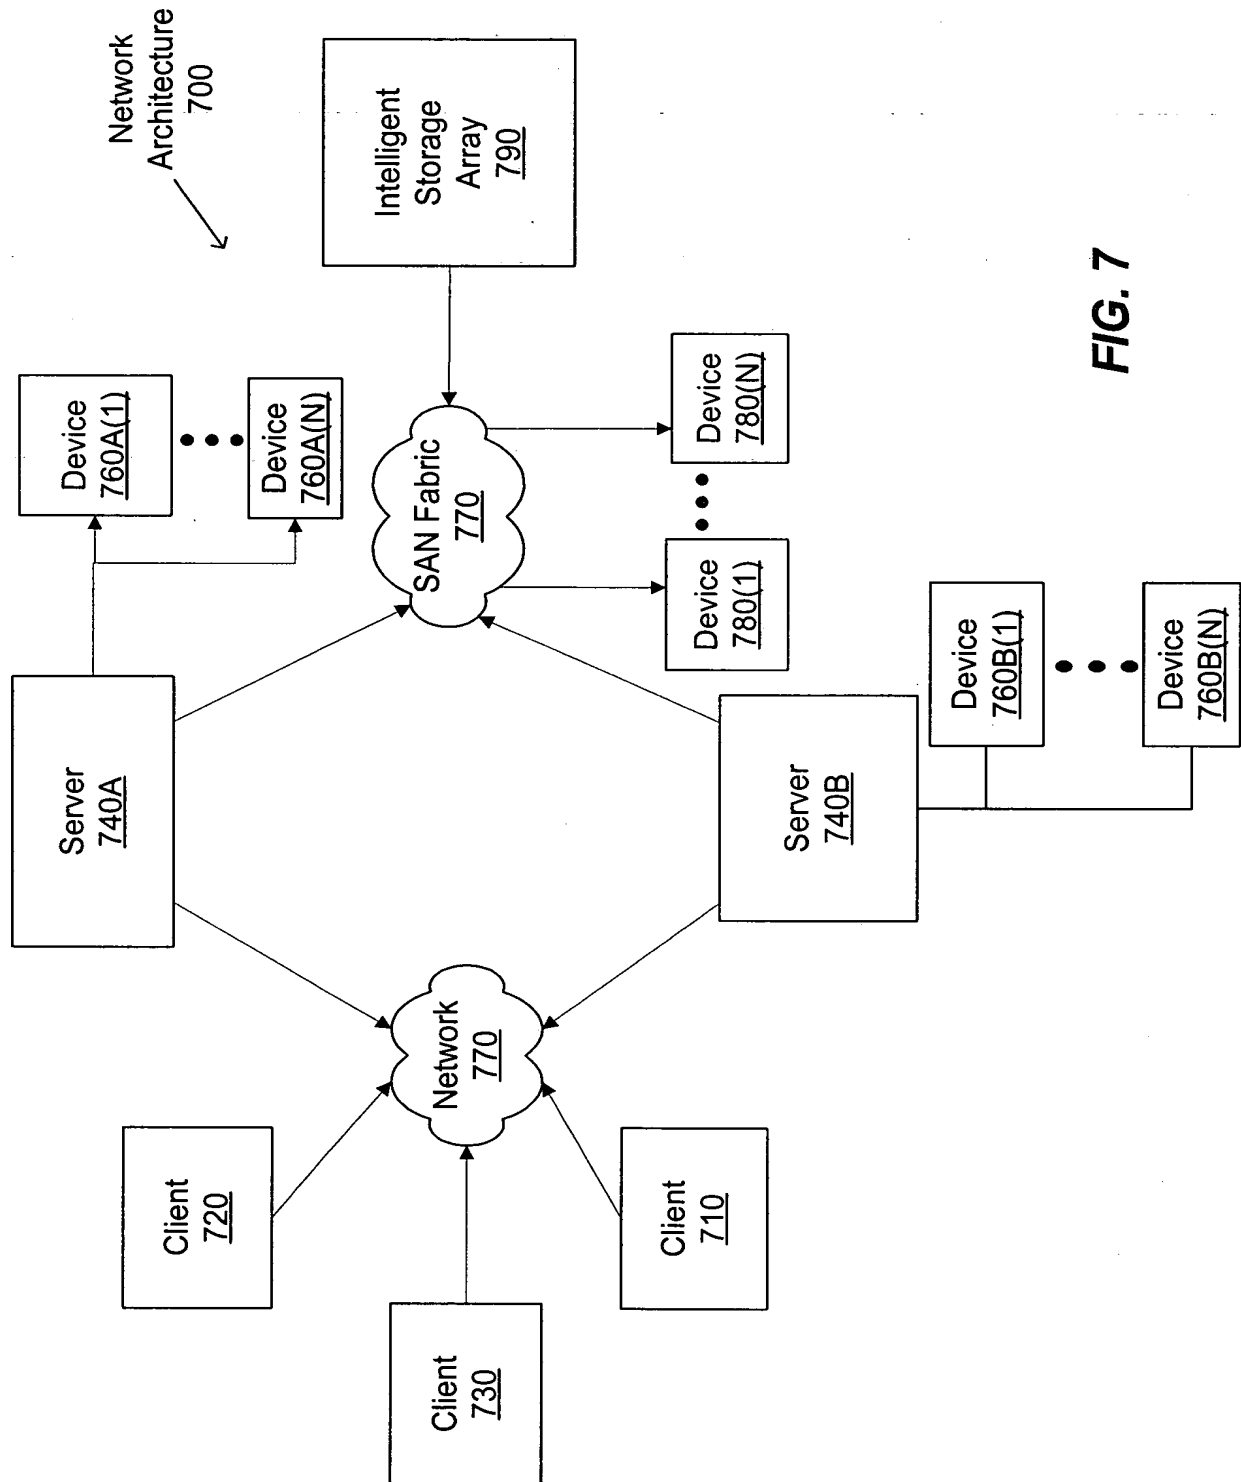 Network
Architecture
700
Device
760A(1)
Device
760A(N)
Server
740A
Intelligent
Storage
Array
790
SAN Fabric
770
Device
780(1)
Device
780(N)
Client
720
Client
730
Client
710
Network
770
Server
740B
Device
760B(1)
Device
760B(N)
FIG. 7